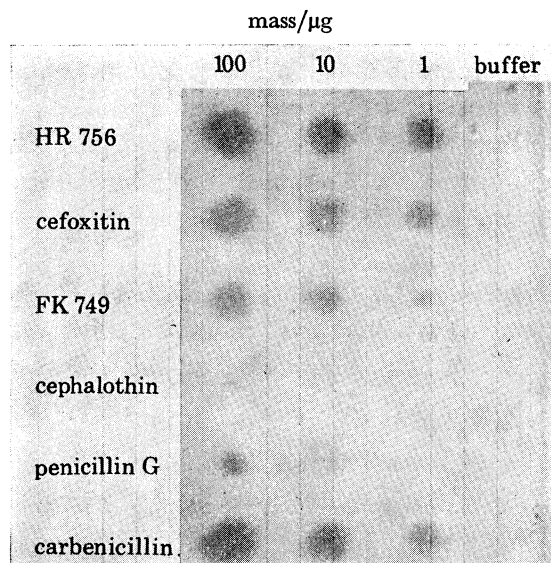 mass/µg
100 10 1 buffer
HR 756
cefoxitin
FK 749
cephalothin
penicillin G
carbenicillin